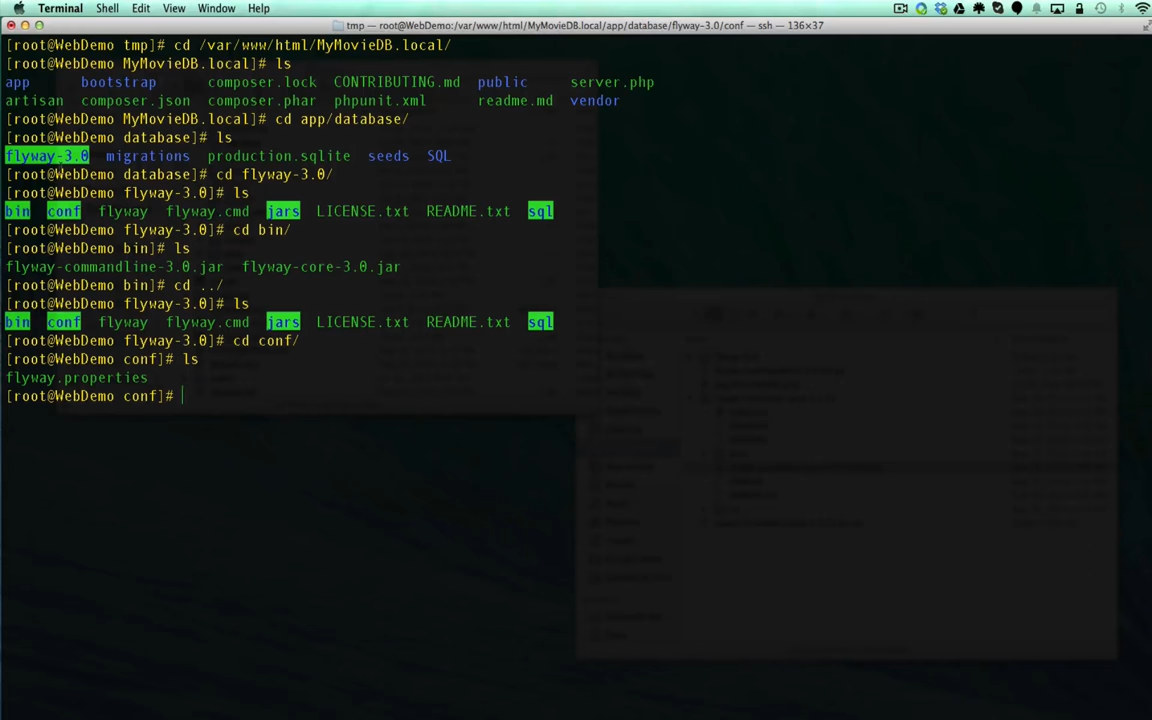 Terminal Shell Edit View Window Help
tmp — root@WebDemo:/var/www/html/MyMovieDB.local/app/database/flyway-3.0/conf — ssh — 136×37
[root@WebDemo tmp]# cd /var/www/html/MyMovieDB.local/
[root@WebDemo MyMovieDB.local]# ls
app bootstrap composer.lock CONTRIBUTING.md public server.php
artisan composer.json composer.phar phpunit.xml readme.md vendor
[root@WebDemo MyMovieDB.local]# cd app/database/
[root@WebDemo database]# ls
flyway-3.0 migrations production.sqlite seeds SQL
[root@WebDemo database]# cd flyway-3.0/
[root@WebDemo flyway-3.0]# ls
bin conf flyway flyway.cmd jars LICENSE.txt README.txt sql
[root@WebDemo flyway-3.0]# cd bin/
[root@WebDemo bin]# ls
flyway-commandline-3.0.jar flyway-core-3.0.jar
[root@WebDemo bin]# cd ../
[root@WebDemo flyway-3.0]# ls
bin conf flyway flyway.cmd jars LICENSE.txt README.txt sql
[root@WebDemo flyway-3.0]# cd conf/
[root@WebDemo conf]# ls
flyway.properties
[root@WebDemo conf]#